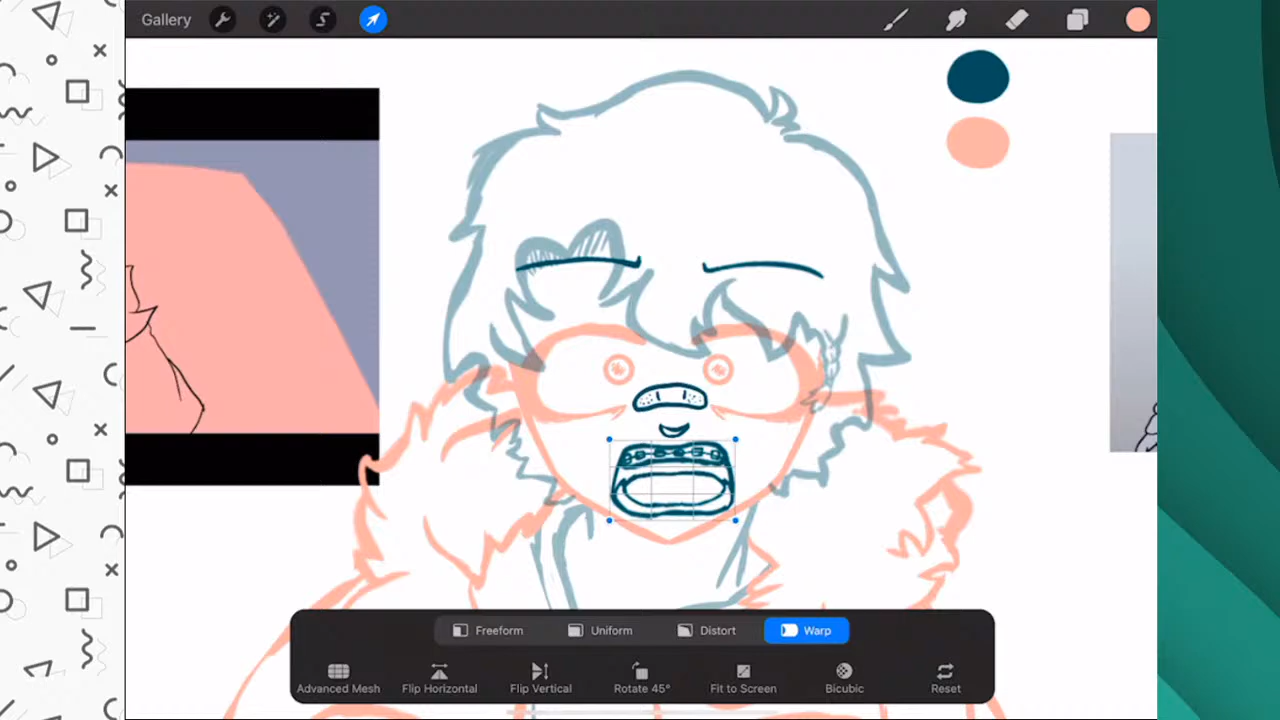 Gallery
Freeform Uniform Distort Warp
Advanced Mesh Flip Horizontal Flip Vertical Rotate 45° Fit to Screen Bicubic Reset